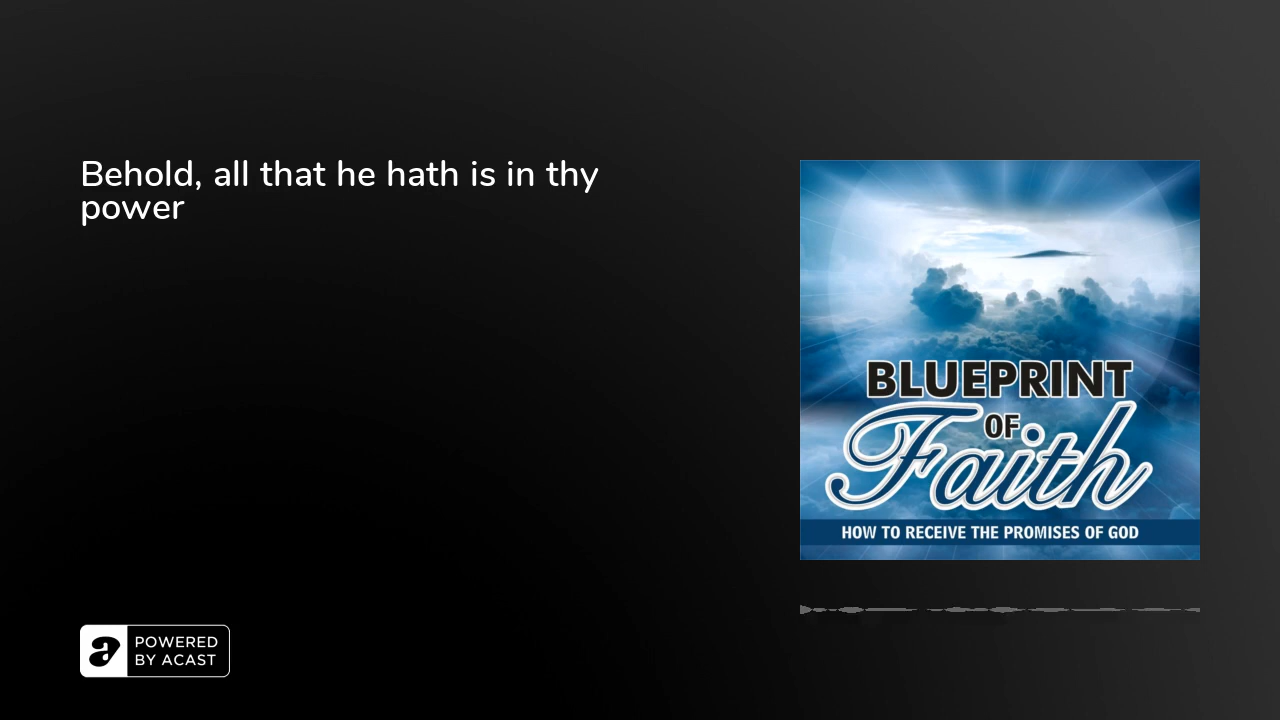 Behold, all that he hath is in thy
power
BLUEPRINT
OF
Faith
HOW TO RECEIVE THE PROMISES OF GOD
a POWERED
BY ACAST